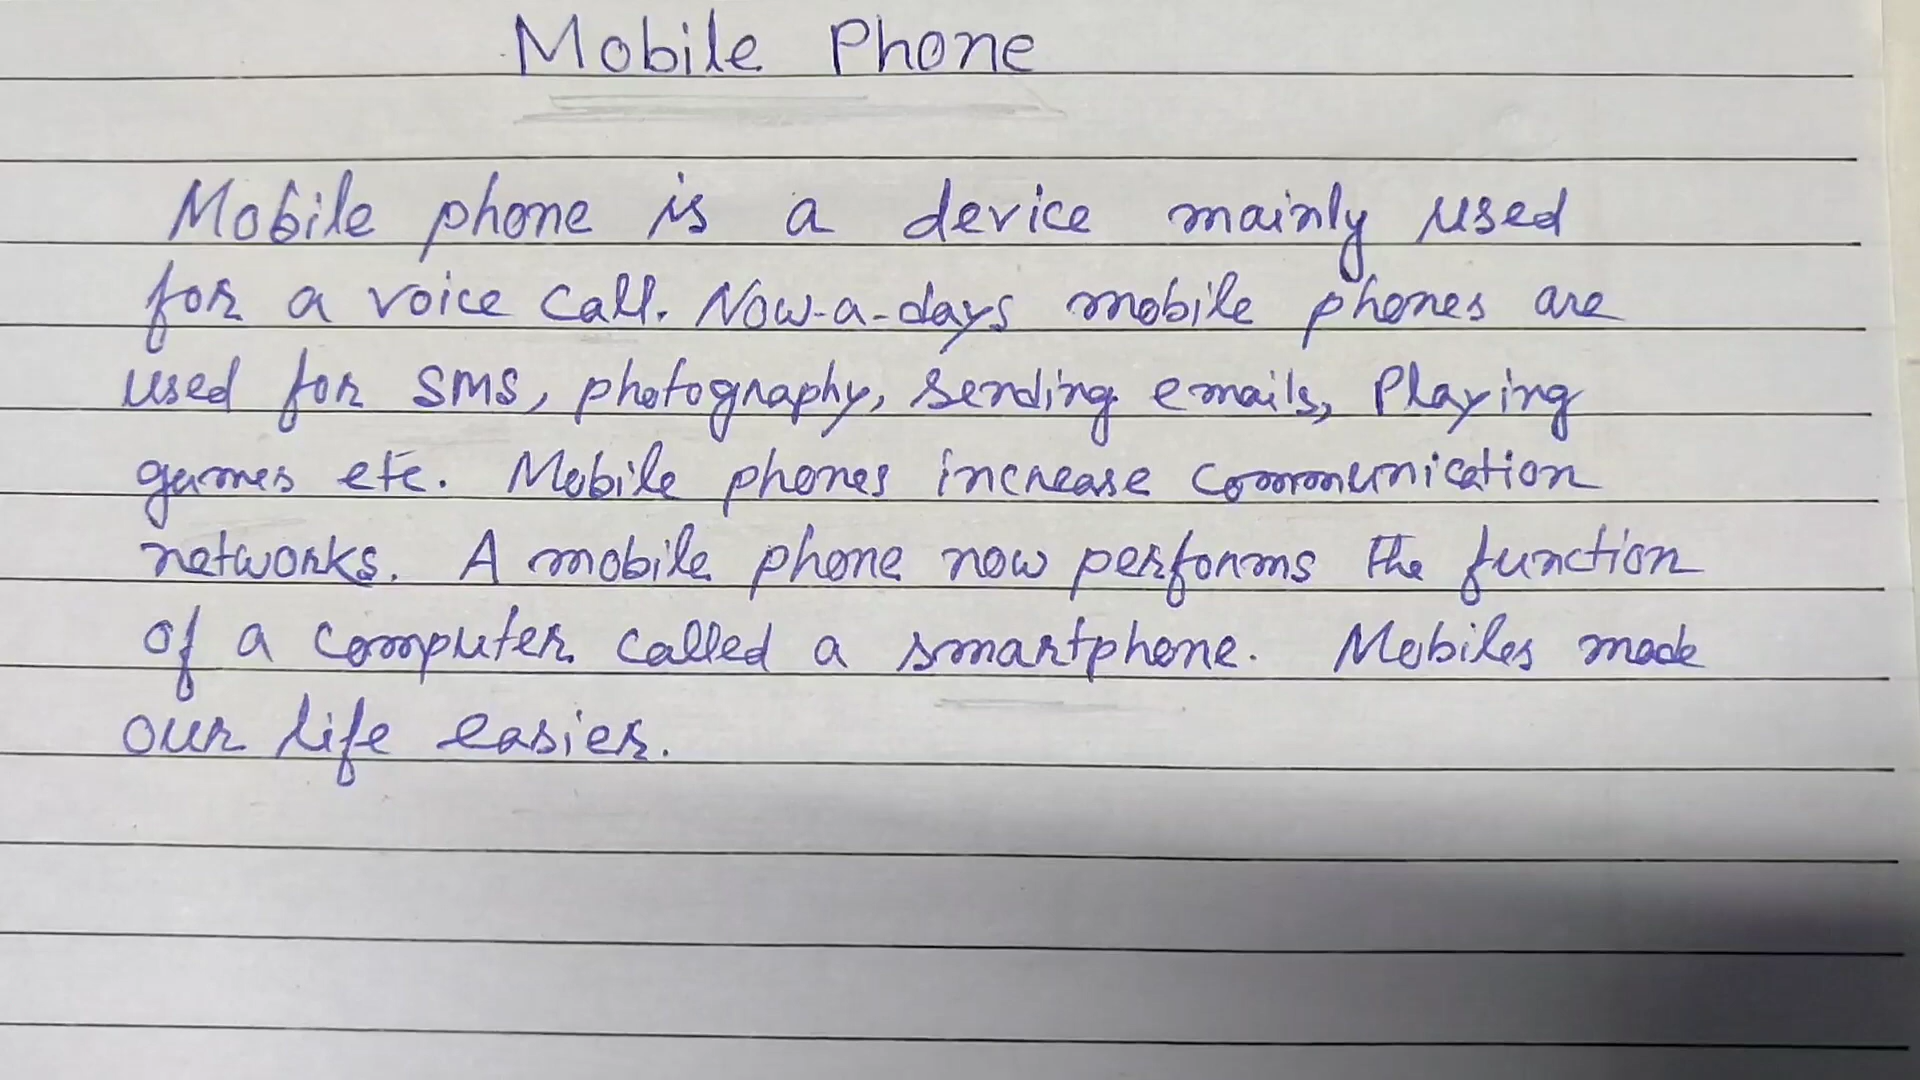 Mobile Phone
Mobile phone is a device mainly used
for a voice call. Now-a-days mobile phones are
used for SMS, photography, sending emails, Playing
games etc. Mobile phones increase communication
networks. A mobile phone now performs the function
of a computer called a smartphone. Mobiles made
our life easier.